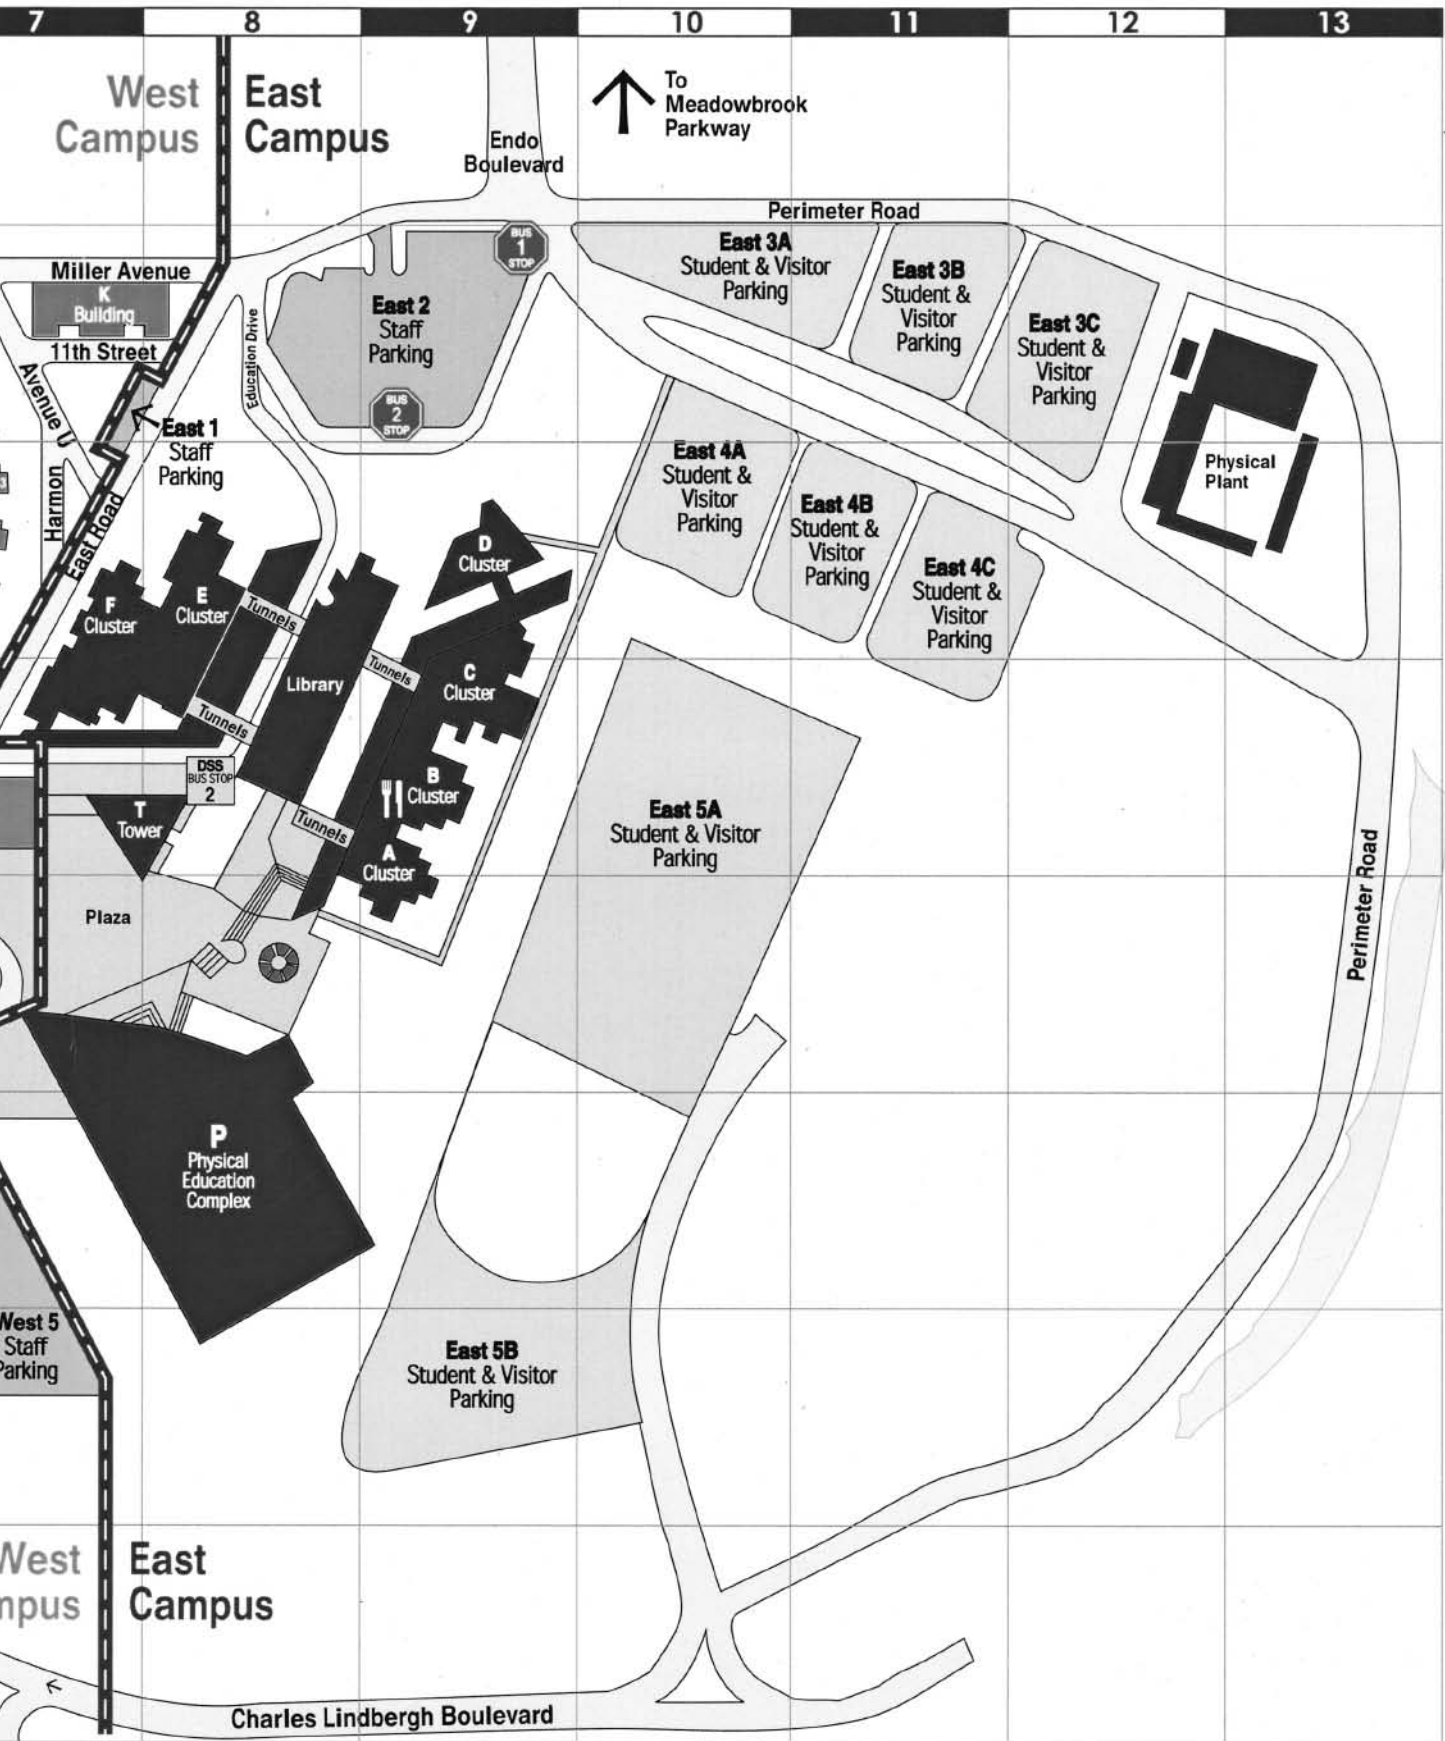 7 8 9 10 11 12 13
West
Campus
East
Campus
To
Meadowbrook
Parkway
Endo
Boulevard
Perimeter Road
Miller Avenue
K
Building
11th Street
Avenue U
Harmon
East Road
Education Drive
East 1
Staff
Parking
East 2
Staff
Parking
BUS
1
STOP
BUS
2
STOP
East 3A
Student & Visitor
Parking
East 3B
Student &
Visitor
Parking
East 3C
Student &
Visitor
Parking
East 4A
Student &
Visitor
Parking
East 4B
Student &
Visitor
Parking
East 4C
Student &
Visitor
Parking
Physical
Plant
D
Cluster
F
Cluster
E
Cluster
Tunnels
Library
Tunnels
C
Cluster
Tunnels
DSS
BUS STOP
2
B
Cluster
T
Tower
Tunnels
A
Cluster
East 5A
Student & Visitor
Parking
Plaza
Perimeter Road
P
Physical
Education
Complex
West 5
Staff
Parking
East 5B
Student & Visitor
Parking
West
mpus
East
Campus
Charles Lindbergh Boulevard